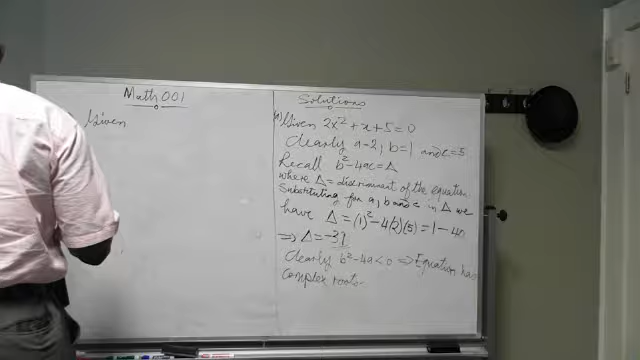 Math 001
Given
Solutions
(a) Given 2x² + x + 5 = 0
Clearly a=2, b=1 and c=5
Recall b²-4ac = Δ
where Δ = discriminant of the equation.
Substituting for a, b and c in Δ we
have Δ = (1)² - 4(2)(5) = 1 - 40
⇒ Δ = -39
Clearly b²-4a<0 ⇒ Equation has
complex roots.